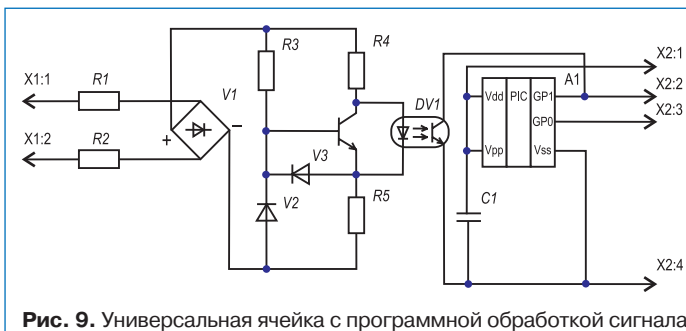 R3
R4
X2:1
X1:1
R1
V1
DV1
A1
Vdd
PIC
GP1
X2:2
GP0
X2:3
X1:2
R2
+
–
V3
Vpp
Vss
V2
R5
C1
X2:4
Рис. 9. Универсальная ячейка с программной обработкой сигнала